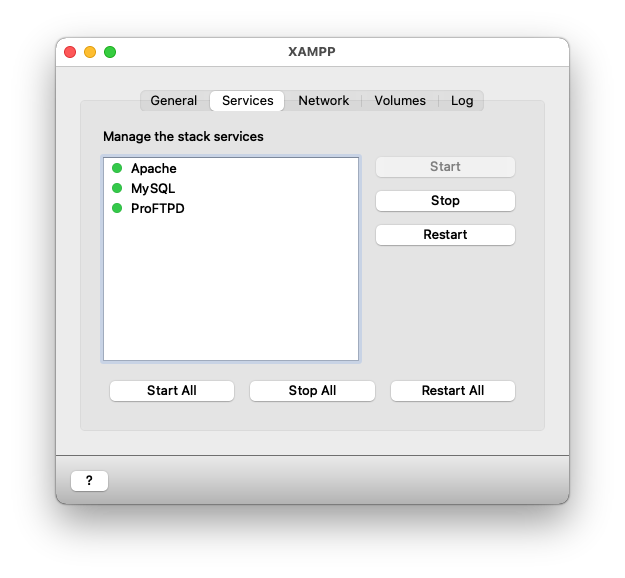 XAMPP
General Services Network Volumes Log
Manage the stack services
Apache
MySQL
ProFTPD
Start
Stop
Restart
Start All Stop All Restart All
?